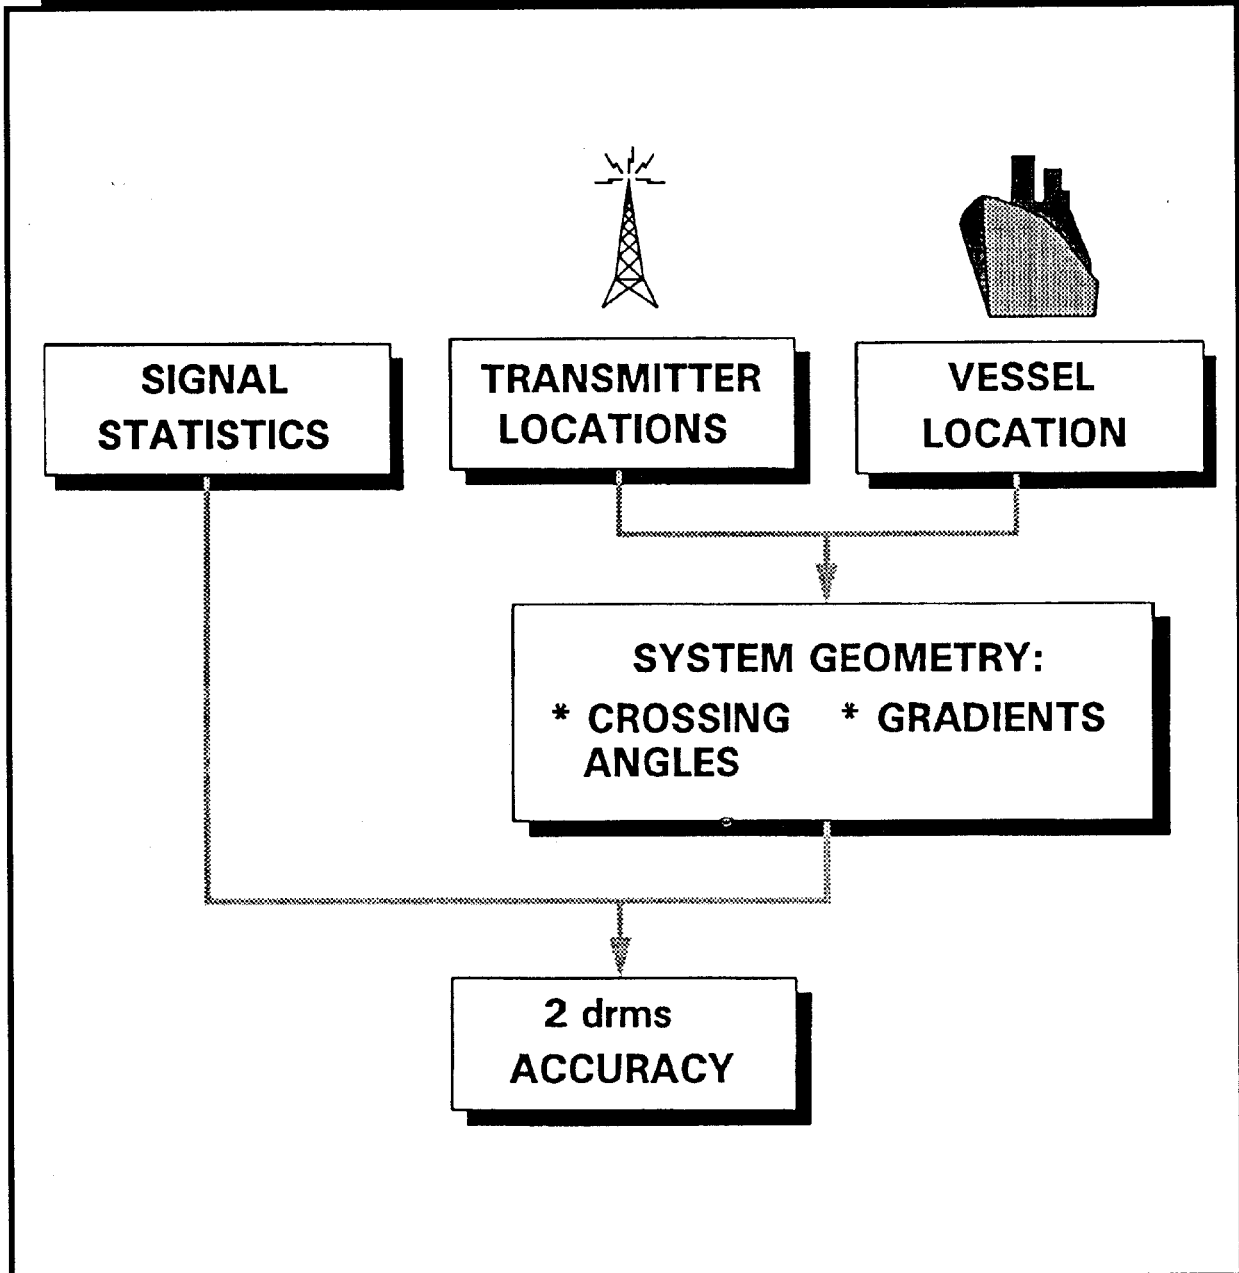 SIGNAL
STATISTICS
TRANSMITTER
LOCATIONS
VESSEL
LOCATION
SYSTEM GEOMETRY:
* CROSSING
ANGLES
* GRADIENTS
2 drms
ACCURACY